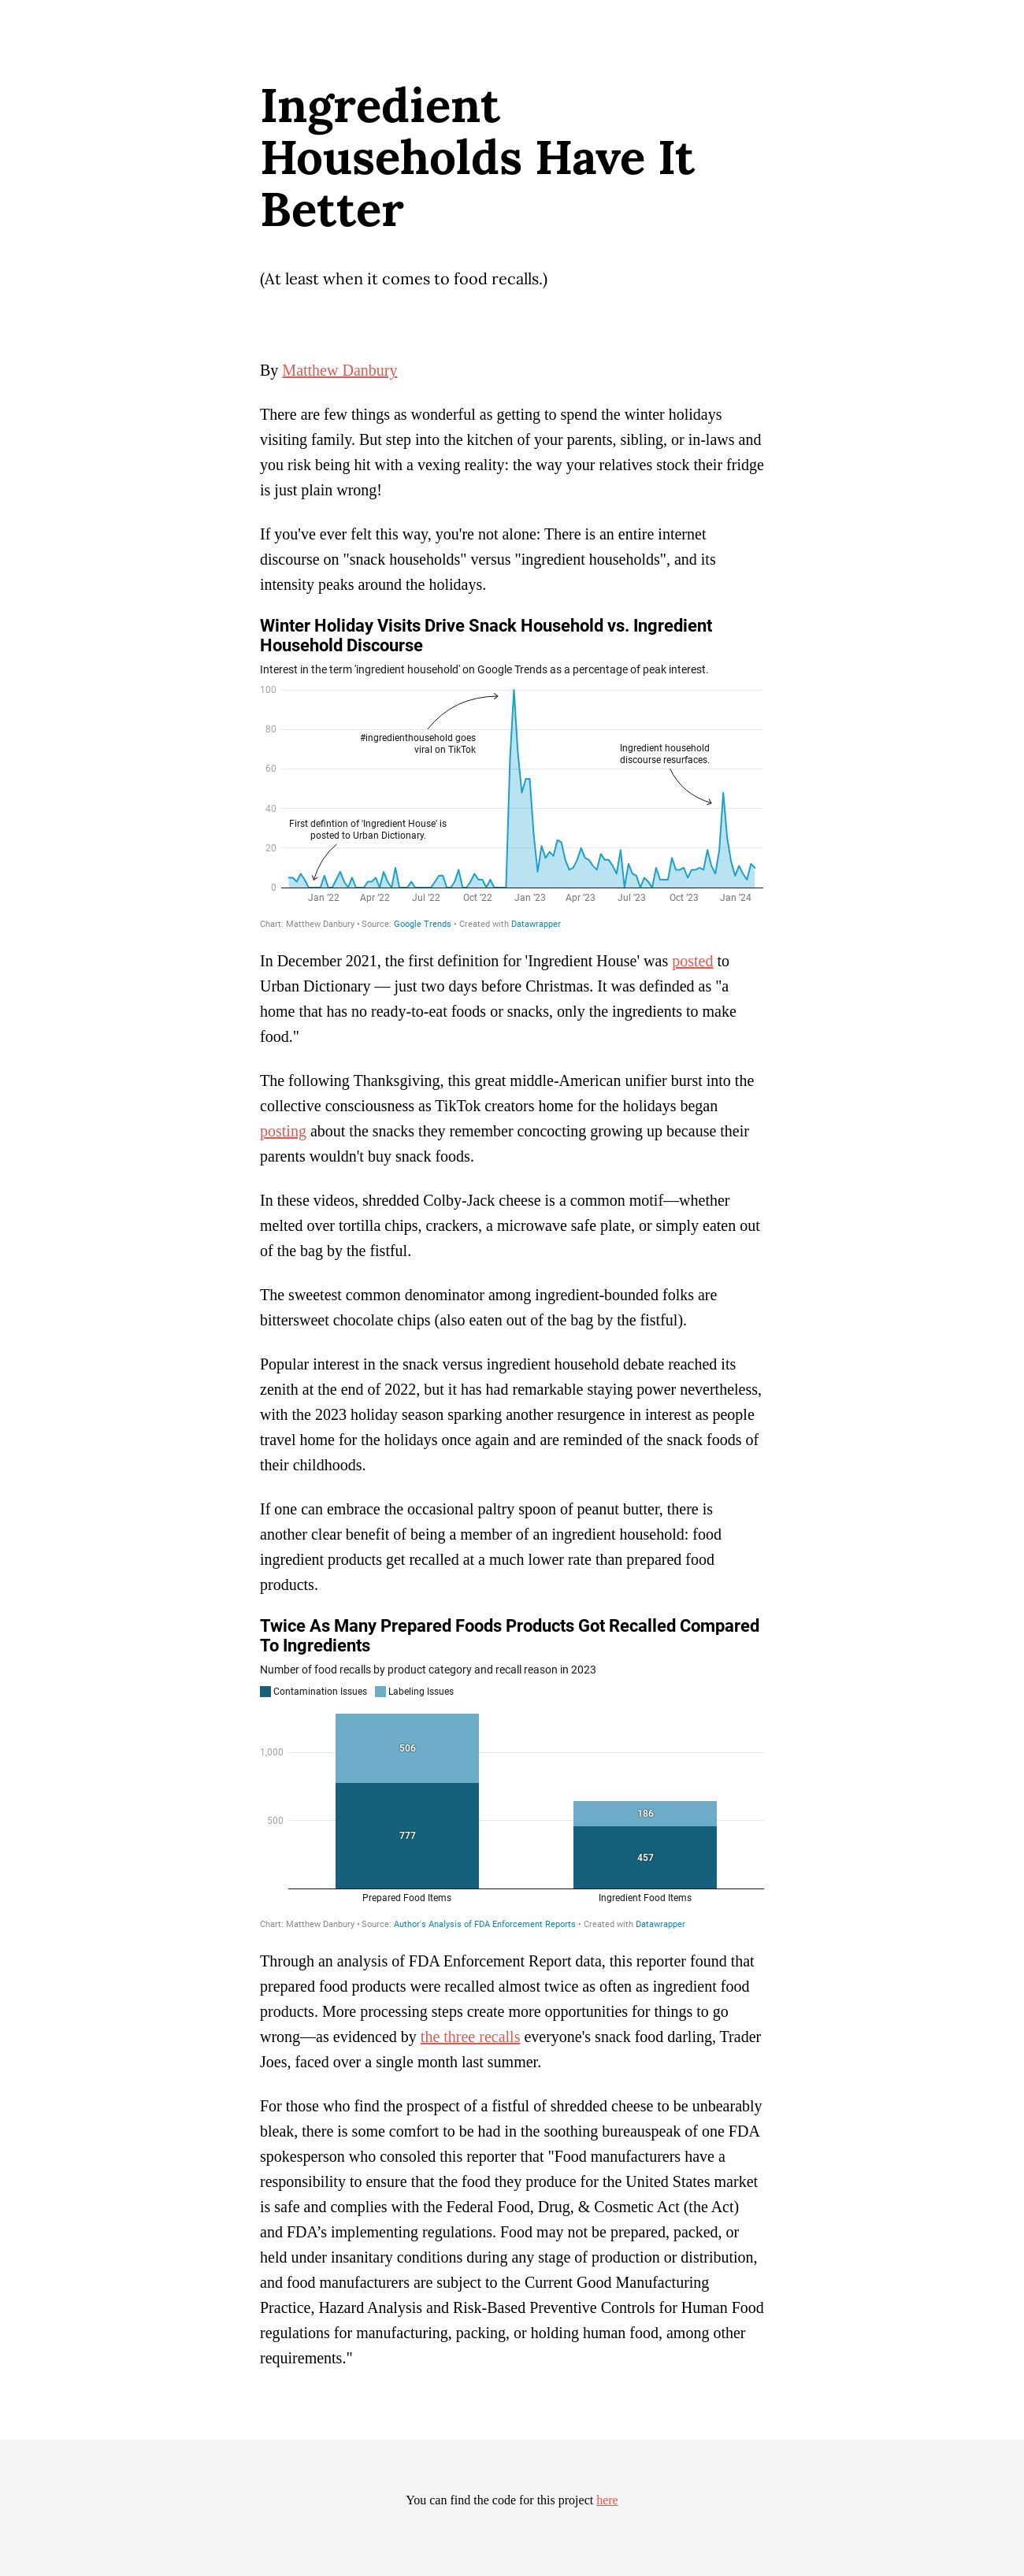 Ingredient
Households Have It
Better
(At least when it comes to food recalls.)
By Matthew Danbury
There are few things as wonderful as getting to spend the winter holidays
visiting family. But step into the kitchen of your parents, sibling, or in-laws and
you risk being hit with a vexing reality: the way your relatives stock their fridge
is just plain wrong!
If you've ever felt this way, you're not alone: There is an entire internet
discourse on "snack households" versus "ingredient households", and its
intensity peaks around the holidays.
Winter Holiday Visits Drive Snack Household vs. Ingredient
Household Discourse
Interest in the term 'ingredient household' on Google Trends as a percentage of peak interest.
100
80
#ingredienthousehold goes
viral on TikTok
Ingredient household
discourse resurfaces.
60
40
First defintion of 'Ingredient House' is
posted to Urban Dictionary.
20
0
Jan '22 Apr '22 Jul '22 Oct '22 Jan '23 Apr '23 Jul '23 Oct '23 Jan '24
Chart: Matthew Danbury • Source: Google Trends • Created with Datawrapper
In December 2021, the first definition for 'Ingredient House' was posted to
Urban Dictionary — just two days before Christmas. It was definded as "a
home that has no ready-to-eat foods or snacks, only the ingredients to make
food."
The following Thanksgiving, this great middle-American unifier burst into the
collective consciousness as TikTok creators home for the holidays began
posting about the snacks they remember concocting growing up because their
parents wouldn't buy snack foods.
In these videos, shredded Colby-Jack cheese is a common motif—whether
melted over tortilla chips, crackers, a microwave safe plate, or simply eaten out
of the bag by the fistful.
The sweetest common denominator among ingredient-bounded folks are
bittersweet chocolate chips (also eaten out of the bag by the fistful).
Popular interest in the snack versus ingredient household debate reached its
zenith at the end of 2022, but it has had remarkable staying power nevertheless,
with the 2023 holiday season sparking another resurgence in interest as people
travel home for the holidays once again and are reminded of the snack foods of
their childhoods.
If one can embrace the occasional paltry spoon of peanut butter, there is
another clear benefit of being a member of an ingredient household: food
ingredient products get recalled at a much lower rate than prepared food
products.
Twice As Many Prepared Foods Products Got Recalled Compared
To Ingredients
Number of food recalls by product category and recall reason in 2023
Contamination Issues Labeling Issues
506
1,000
186
500
777
457
Prepared Food Items Ingredient Food Items
Chart: Matthew Danbury • Source: Author's Analysis of FDA Enforcement Reports • Created with Datawrapper
Through an analysis of FDA Enforcement Report data, this reporter found that
prepared food products were recalled almost twice as often as ingredient food
products. More processing steps create more opportunities for things to go
wrong—as evidenced by the three recalls everyone's snack food darling, Trader
Joes, faced over a single month last summer.
For those who find the prospect of a fistful of shredded cheese to be unbearably
bleak, there is some comfort to be had in the soothing bureauspeak of one FDA
spokesperson who consoled this reporter that "Food manufacturers have a
responsibility to ensure that the food they produce for the United States market
is safe and complies with the Federal Food, Drug, & Cosmetic Act (the Act)
and FDA’s implementing regulations. Food may not be prepared, packed, or
held under insanitary conditions during any stage of production or distribution,
and food manufacturers are subject to the Current Good Manufacturing
Practice, Hazard Analysis and Risk-Based Preventive Controls for Human Food
regulations for manufacturing, packing, or holding human food, among other
requirements."
You can find the code for this project here